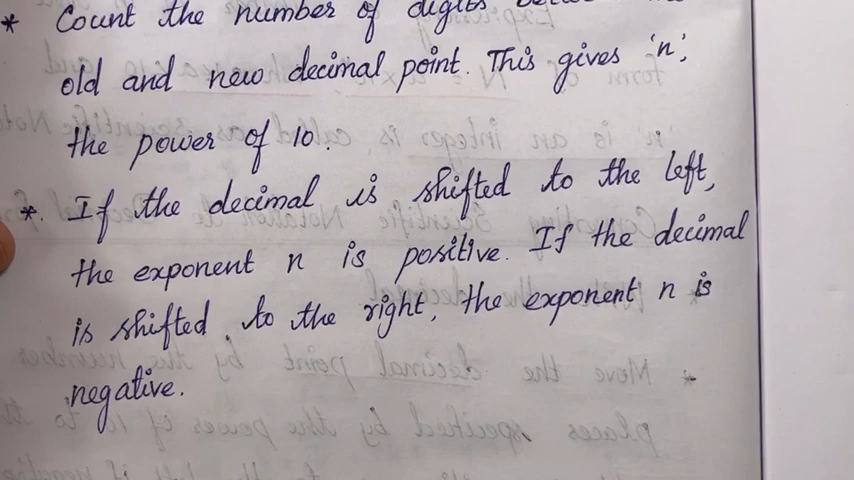 * Count the number of digits
old and new decimal point. This gives 'n',
the power of 10.
*. If the decimal is shifted to the left,
the exponent n is positive. If the decimal
is shifted to the right, the exponent n is
negative.